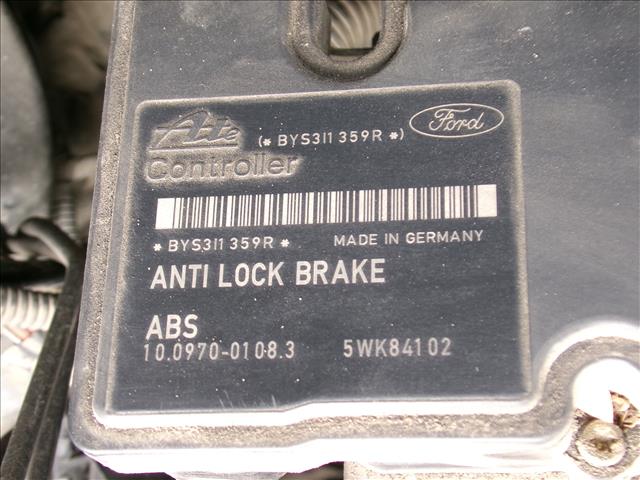 Ate (* BYS3I1 359R *) Ford
Controller
* BYS3I1 359R * MADE IN GERMANY
ANTI LOCK BRAKE
ABS
10.0970-0108.3 5WK84102